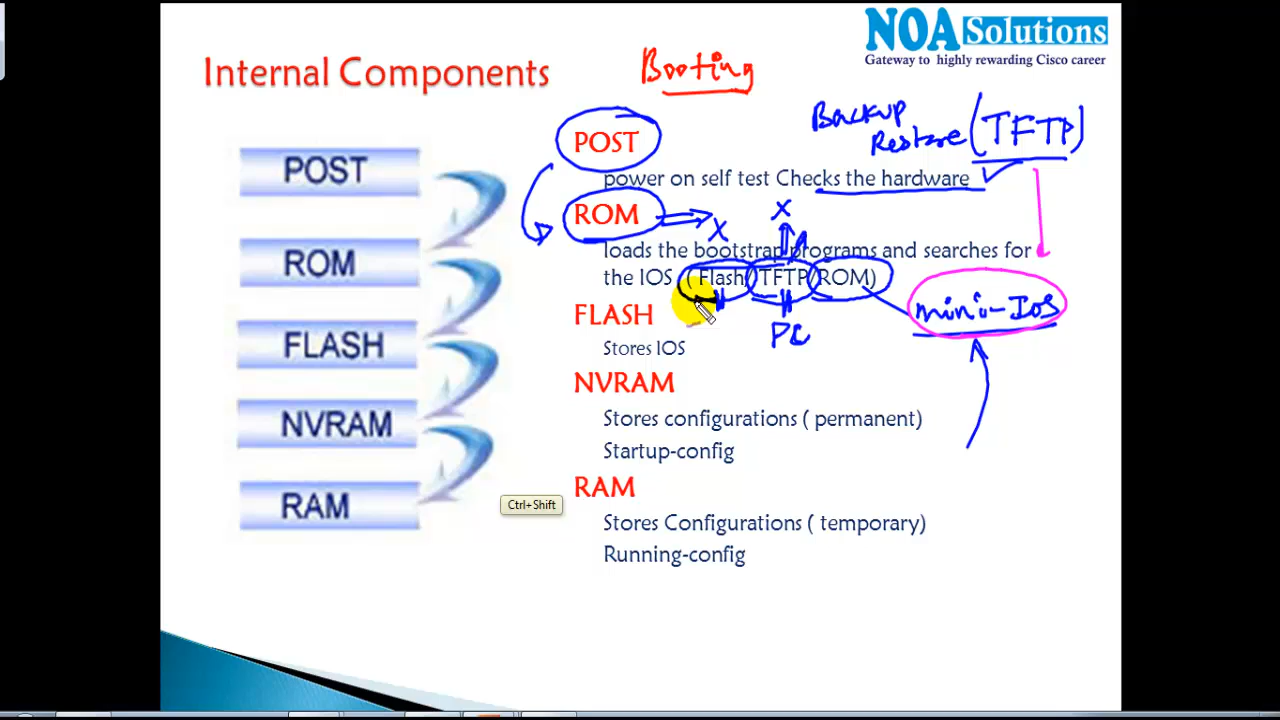 NOA Solutions
Gateway to highly rewarding Cisco career
Internal Components
Booting
Backup
Restore (TFTP)
POST
power on self test Checks the hardware
ROM
X
X
loads the bootstrap programs and searches for
the IOS ( Flash/ TFTP/ROM)
mini-IOS
FLASH
PC
Stores IOS
NVRAM
Stores configurations ( permanent)
Startup-config
RAM
Stores Configurations ( temporary)
Running-config
POST
ROM
FLASH
NVRAM
RAM
Ctrl+Shift